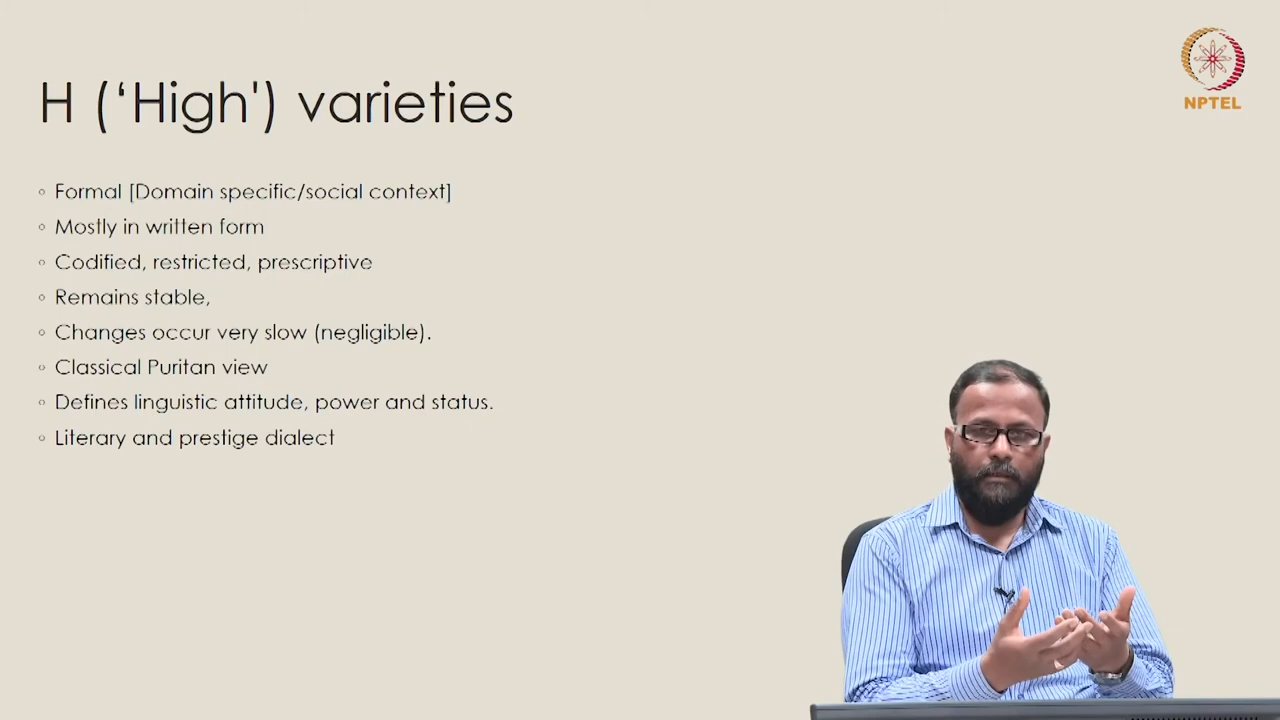 NPTEL
H (‘High') varieties
Formal [Domain specific/social context]
Mostly in written form
Codified, restricted, prescriptive
Remains stable,
Changes occur very slow (negligible).
Classical Puritan view
Defines linguistic attitude, power and status.
Literary and prestige dialect